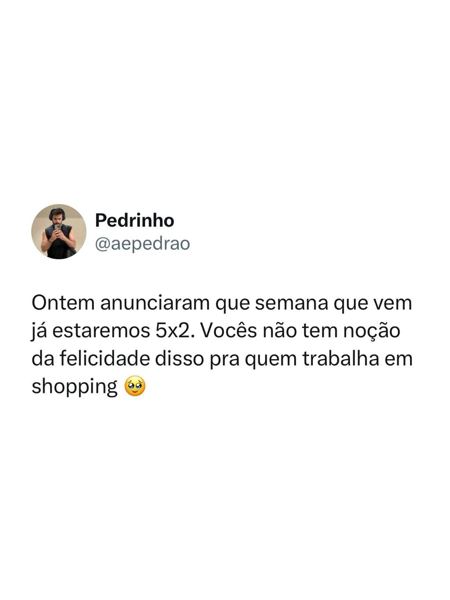 Pedrinho
@aepedrao
Ontem anunciaram que semana que vem
já estaremos 5x2. Vocês não tem noção
da felicidade disso pra quem trabalha em
shopping 🥹